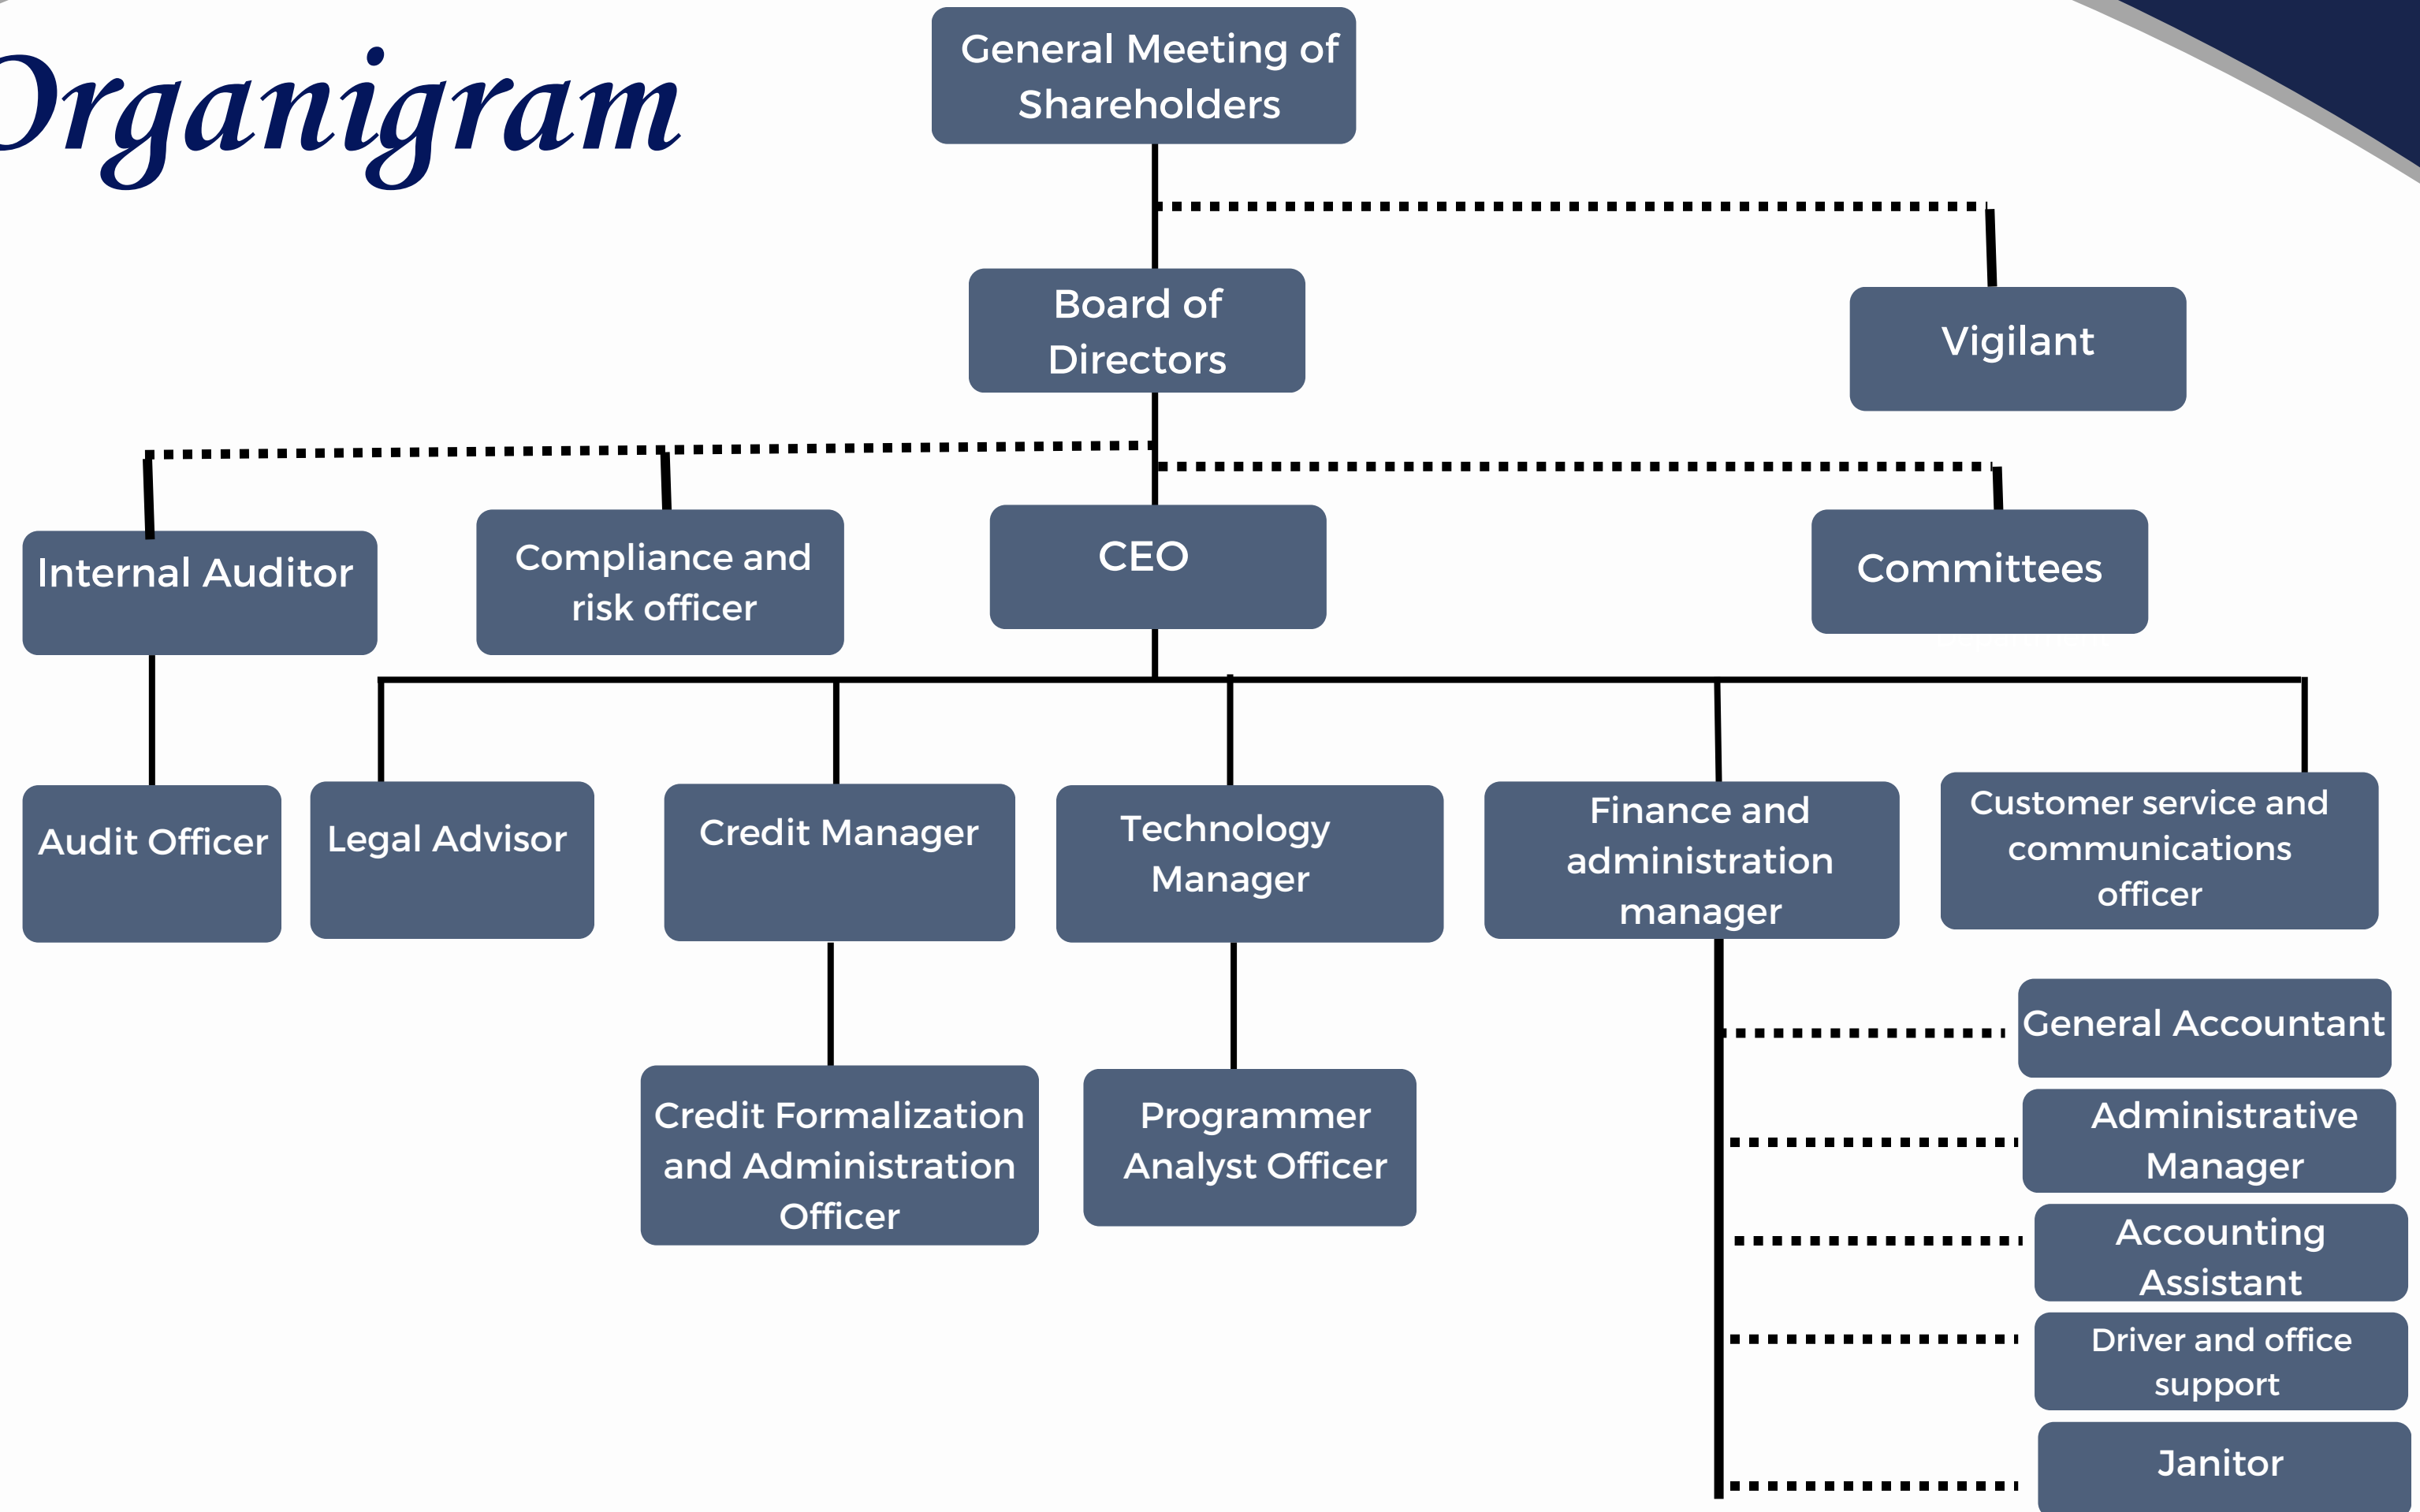 Organigram
General Meeting of
Shareholders
Board of
Directors
Vigilant
Internal Auditor
Compliance and
risk officer
CEO
Committees
Audit Officer
Legal Advisor
Credit Manager
Technology
Manager
Finance and
administration
manager
Customer service and
communications
officer
Credit Formalization
and Administration
Officer
Programmer
Analyst Officer
General Accountant
Administrative
Manager
Accounting
Assistant
Driver and office
support
Janitor